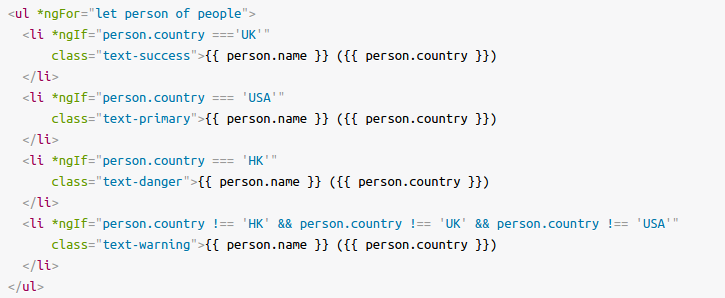 <ul *ngFor="let person of people">
  <li *ngIf="person.country ==='UK'"
      class="text-success">{{ person.name }} ({{ person.country }})
  </li>
  <li *ngIf="person.country === 'USA'"
      class="text-primary">{{ person.name }} ({{ person.country }})
  </li>
  <li *ngIf="person.country === 'HK'"
      class="text-danger">{{ person.name }} ({{ person.country }})
  </li>
  <li *ngIf="person.country !== 'HK' && person.country !== 'UK' && person.country !== 'USA'"
      class="text-warning">{{ person.name }} ({{ person.country }})
  </li>
</ul>